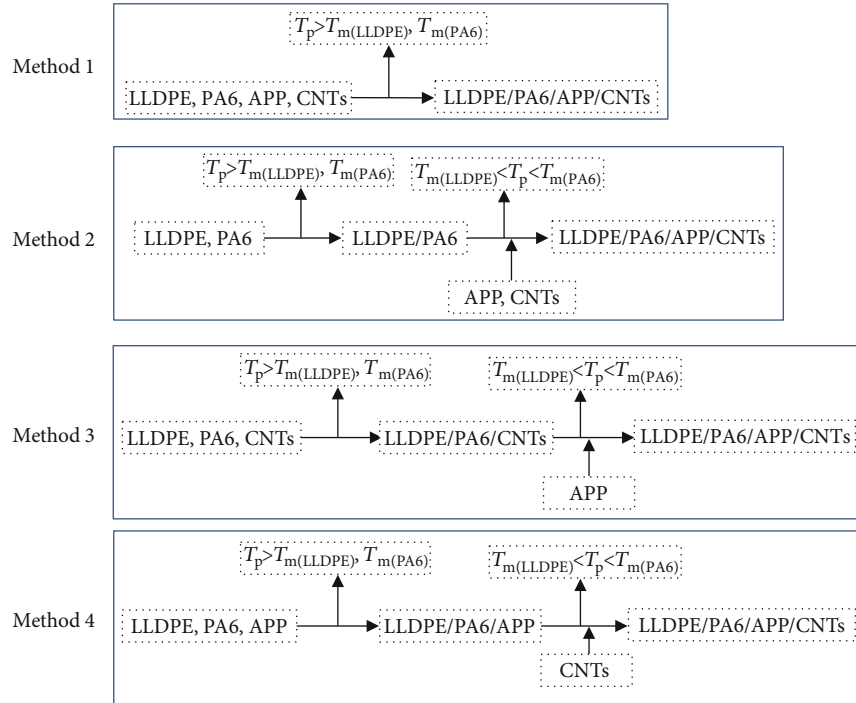 Method 1
Tp>Tm(LLDPE), Tm(PA6)
LLDPE, PA6, APP, CNTs
LLDPE/PA6/APP/CNTs
Method 2
Tp>Tm(LLDPE), Tm(PA6)
Tm(LLDPE)<Tp<Tm(PA6)
LLDPE, PA6
LLDPE/PA6
LLDPE/PA6/APP/CNTs
APP, CNTs
Method 3
Tp>Tm(LLDPE), Tm(PA6)
Tm(LLDPE)<Tp<Tm(PA6)
LLDPE, PA6, CNTs
LLDPE/PA6/CNTs
LLDPE/PA6/APP/CNTs
APP
Method 4
Tp>Tm(LLDPE), Tm(PA6)
Tm(LLDPE)<Tp<Tm(PA6)
LLDPE, PA6, APP
LLDPE/PA6/APP
LLDPE/PA6/APP/CNTs
CNTs